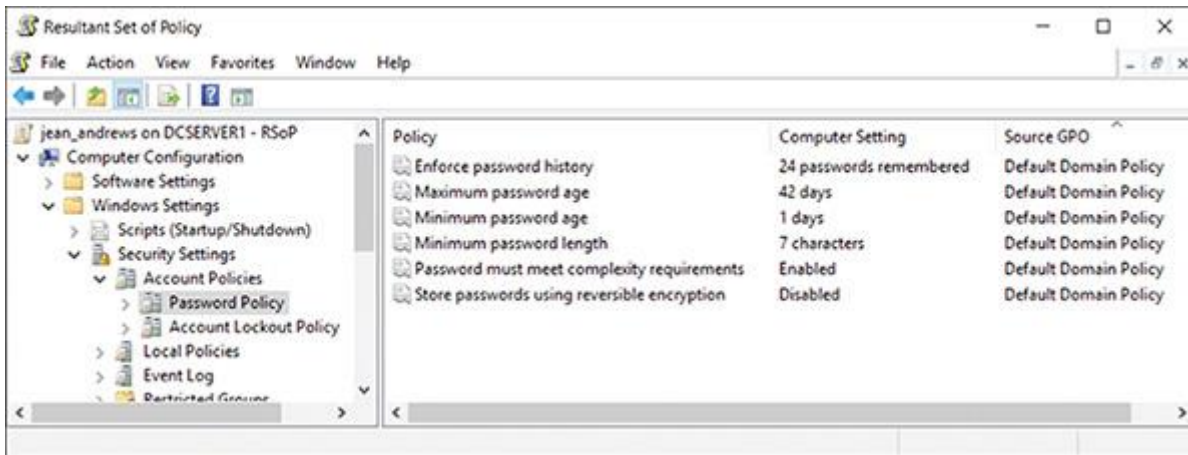 Resultant Set of Policy
File Action View Favorites Window Help
jean_andrews on DCSERVER1 - RSoP
Computer Configuration
Software Settings
Windows Settings
Scripts (Startup/Shutdown)
Security Settings
Account Policies
Password Policy
Account Lockout Policy
Local Policies
Event Log
Restricted Groups
Policy Computer Setting Source GPO
Enforce password history 24 passwords remembered Default Domain Policy
Maximum password age 42 days Default Domain Policy
Minimum password age 1 days Default Domain Policy
Minimum password length 7 characters Default Domain Policy
Password must meet complexity requirements Enabled Default Domain Policy
Store passwords using reversible encryption Disabled Default Domain Policy